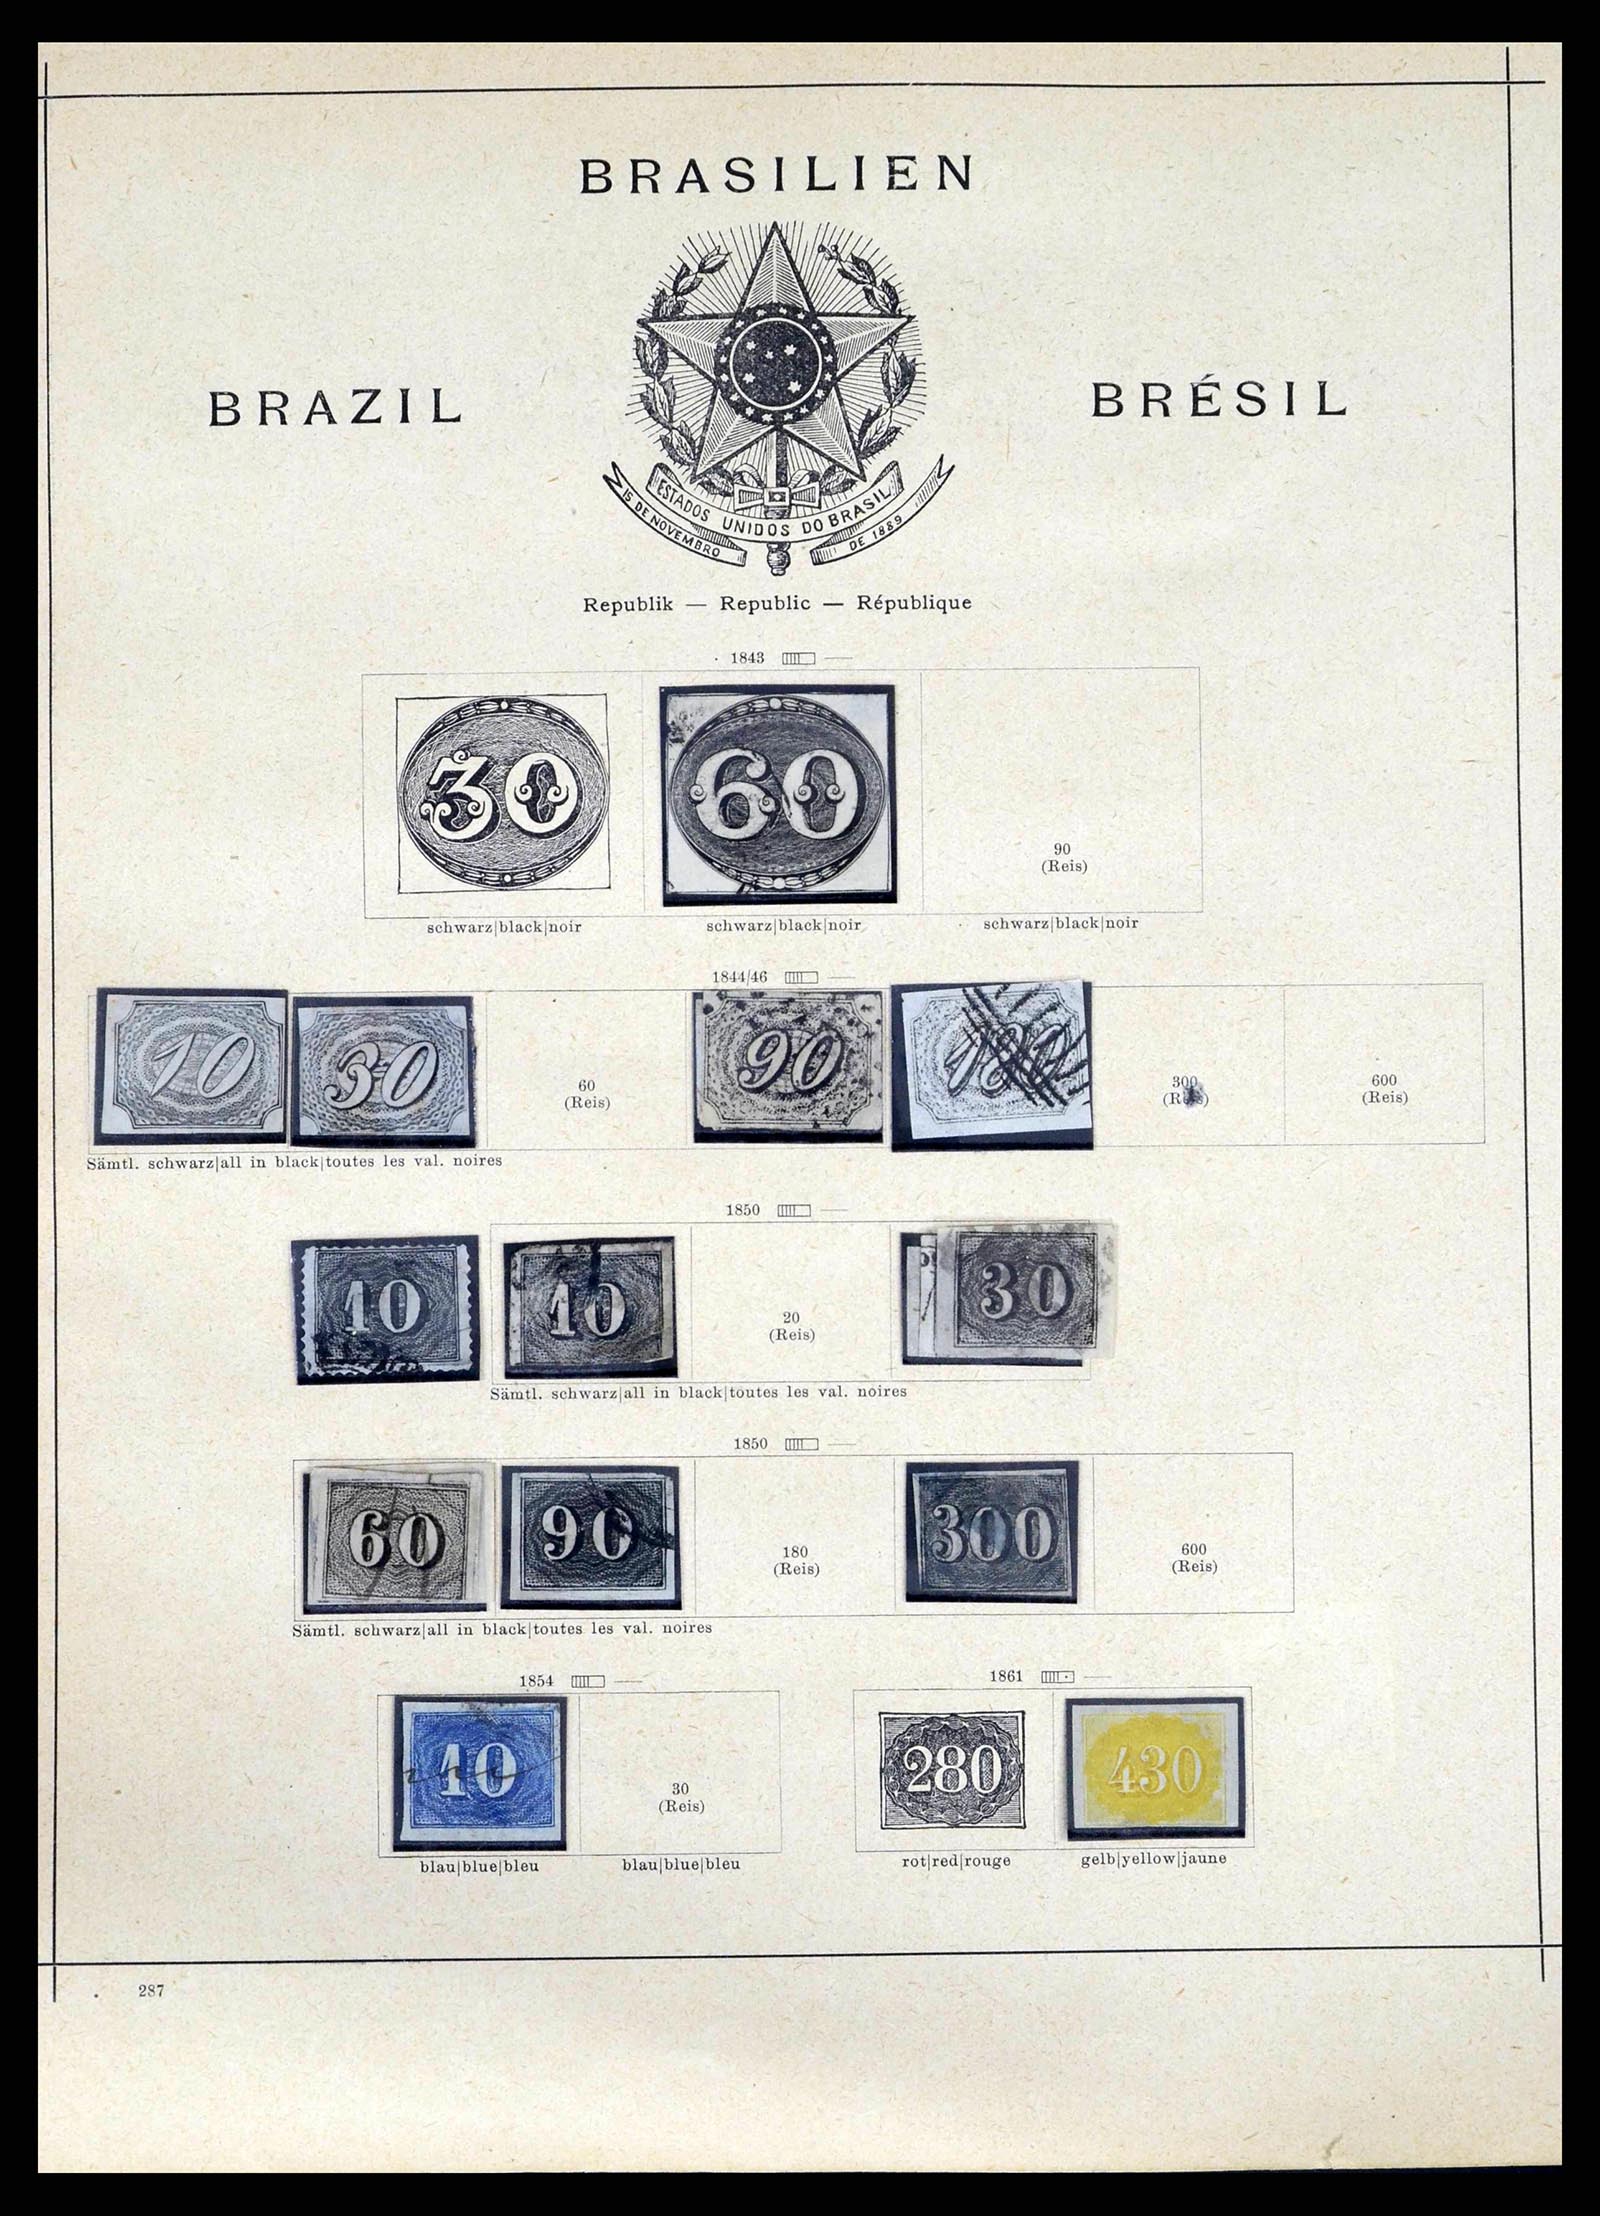 BRASILIEN
BRAZIL
BRÉSIL
ESTADOS UNIDOS DO BRASIL
15 DE NOVEMBRO DE 1889
Republik — Republic — République
1843
30
60
90
(Reis)
schwarz|black|noir
schwarz|black|noir
schwarz|black|noir
1844/46
10
30
60
(Reis)
90
180
300
(Reis)
600
(Reis)
Sämtl. schwarz|all in black|toutes les val. noires
1850
10
10
20
(Reis)
30
Sämtl. schwarz|all in black|toutes les val. noires
1850
60
90
180
(Reis)
300
600
(Reis)
Sämtl. schwarz|all in black|toutes les val. noires
1854
10
30
(Reis)
blau|blue|bleu
blau|blue|bleu
1861
280
430
rot|red|rouge
gelb|yellow|jaune
287